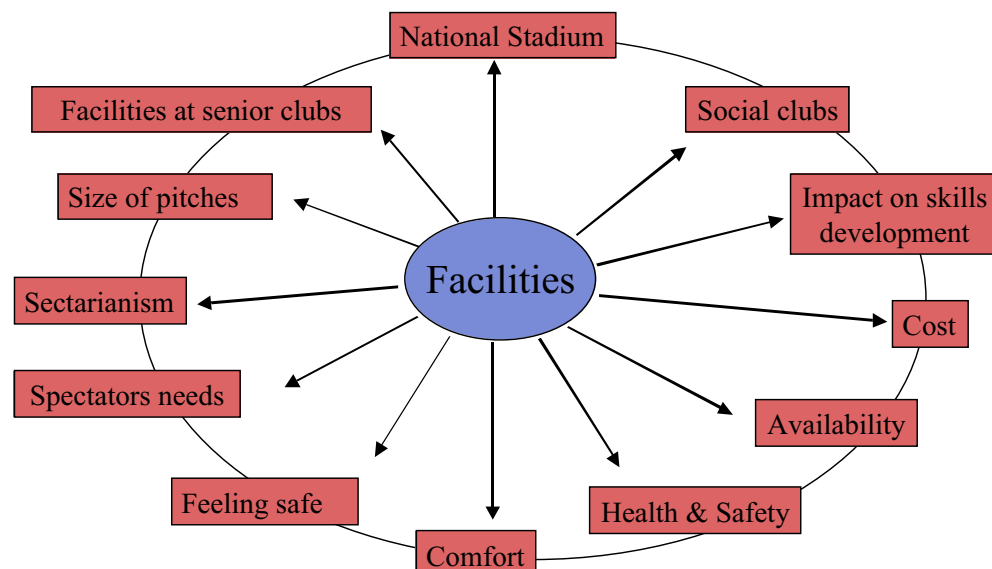 National Stadium
Facilities at senior clubs
Social clubs
Size of pitches
Impact on skills
development
Facilities
Sectarianism
Cost
Spectators needs
Availability
Feeling safe
Health & Safety
Comfort